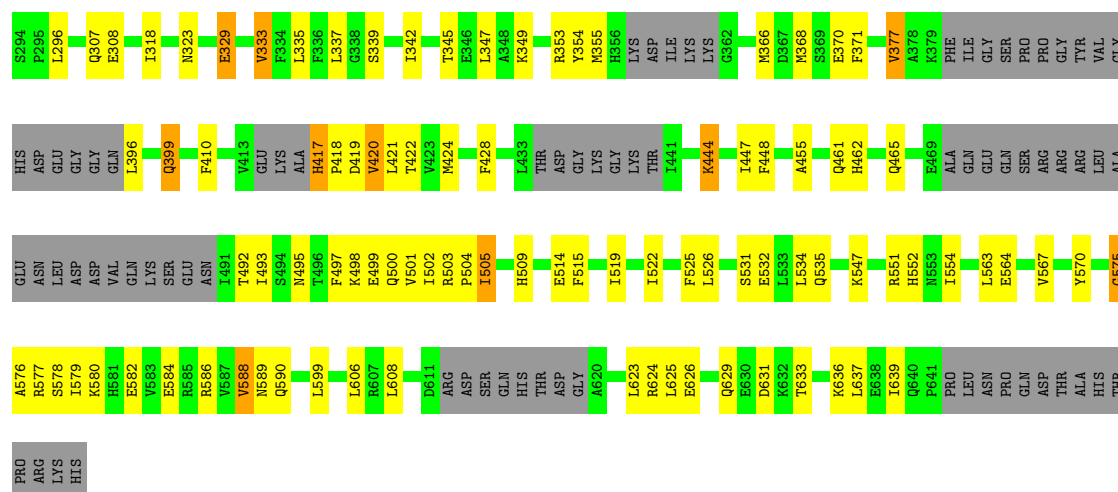 S294 P295 L296 Q307 E308 I318 N323 E329 V333 F334 L335 F336 L337 G338 S339 I342 T345 E346 L347 A348 K349 R353 Y354 M355 H356 LYS ASP ILE LYS LYS G362 M366 D367 M368 S369 E370 F371 V377 A378 K379 PHE ILE GLY SER PRO PRO GLY TYR VAL GLY
HIS ASP GLU GLY GLY GLN L396 Q399 F410 V413 GLU LYS ALA H417 P418 D419 V420 L421 T422 V423 M424 F428 L433 THR ASP GLY LYS GLY LYS THR I441 K444 I447 F448 A455 Q461 H462 Q465 E469 ALA GLN GLU GLN SER ARG ARG ARG LEU ALA
GLU ASN LEU ASP ASP VAL GLN LYS SER GLU ASN I491 T492 I493 S494 N495 T496 F497 K498 E499 Q500 V501 I502 R503 P504 I505 H509 E514 F515 I519 I522 F525 L526 S531 E532 L533 L534 Q535 K547 R551 H552 N553 I554 L563 E564 V567 Y570 G575
A576 R577 S578 I579 K580 H581 E582 V583 E584 R585 R586 V587 V588 N589 Q590 L599 L606 R607 L608 D611 ARG ASP SER GLN HIS THR ASP GLY A620 L623 R624 L625 E626 Q629 E630 D631 K632 T633 K636 L637 E638 I639 Q640 P641 PRO LEU ASN PRO GLN ASP THR ALA HIS THR
PRO ARG LYS HIS